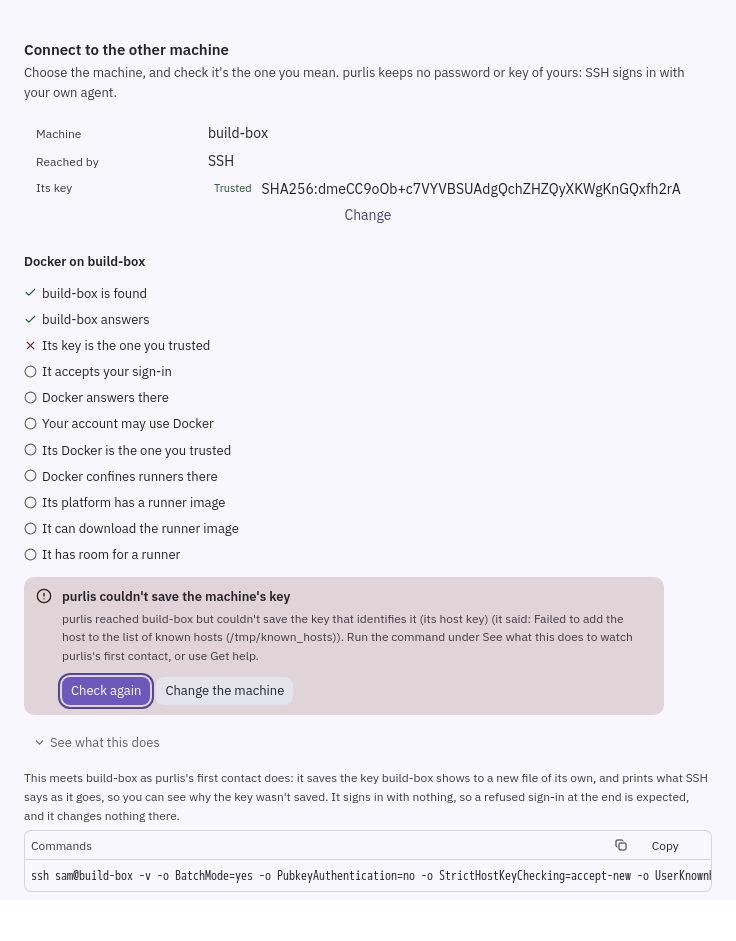 Connect to the other machine
Choose the machine, and check it's the one you mean. purlis keeps no password or key of yours: SSH signs in with
your own agent.
Machine build-box
Reached by SSH
Its key Trusted SHA256:dmeCC9oOb+c7VYVBSUAdgQchZHZQyXKWgKnGQxfh2rA
Change
Docker on build-box
build-box is found
build-box answers
Its key is the one you trusted
It accepts your sign-in
Docker answers there
Your account may use Docker
Its Docker is the one you trusted
Docker confines runners there
Its platform has a runner image
It can download the runner image
It has room for a runner
purlis couldn't save the machine's key
purlis reached build-box but couldn't save the key that identifies it (its host key) (it said: Failed to add the
host to the list of known hosts (/tmp/known_hosts)). Run the command under See what this does to watch
purlis's first contact, or use Get help.
Check again Change the machine
See what this does
This meets build-box as purlis's first contact does: it saves the key build-box shows to a new file of its own, and prints what SSH
says as it goes, so you can see why the key wasn't saved. It signs in with nothing, so a refused sign-in at the end is expected,
and it changes nothing there.
Commands Copy
ssh sam@build-box -v -o BatchMode=yes -o PubkeyAuthentication=no -o StrictHostKeyChecking=accept-new -o